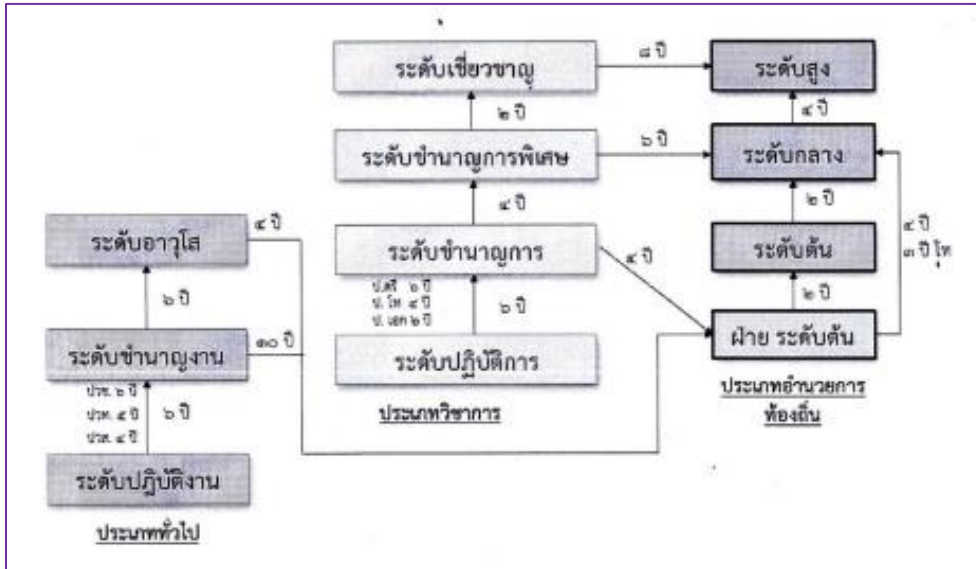 ระดับเชี่ยวชาญ
๘ ปี
ระดับสูง
๒ ปี
๔ ปี
ระดับชำนาญการพิเศษ
๖ ปี
ระดับกลาง
๔ ปี
๒ ปี
๔ ปี
๓ ปี โท
ระดับอาวุโส
๔ ปี
ระดับชำนาญการ
๔ ปี
ระดับต้น
๖ ปี
ป.ตรี ๖ ปี
ป. โท ๔ ปี
ป. เอก ๒ ปี
๖ ปี
๒ ปี
ระดับชำนาญงาน
๑๐ ปี
ระดับปฏิบัติการ
ฝ่าย ระดับต้น
ปวช. ๖ ปี
ปวท. ๕ ปี
ปวส. ๔ ปี
๖ ปี
ประเภทวิชาการ
ประเภทอำนวยการ
ท้องถิ่น
ระดับปฏิบัติงาน
ประเภททั่วไป